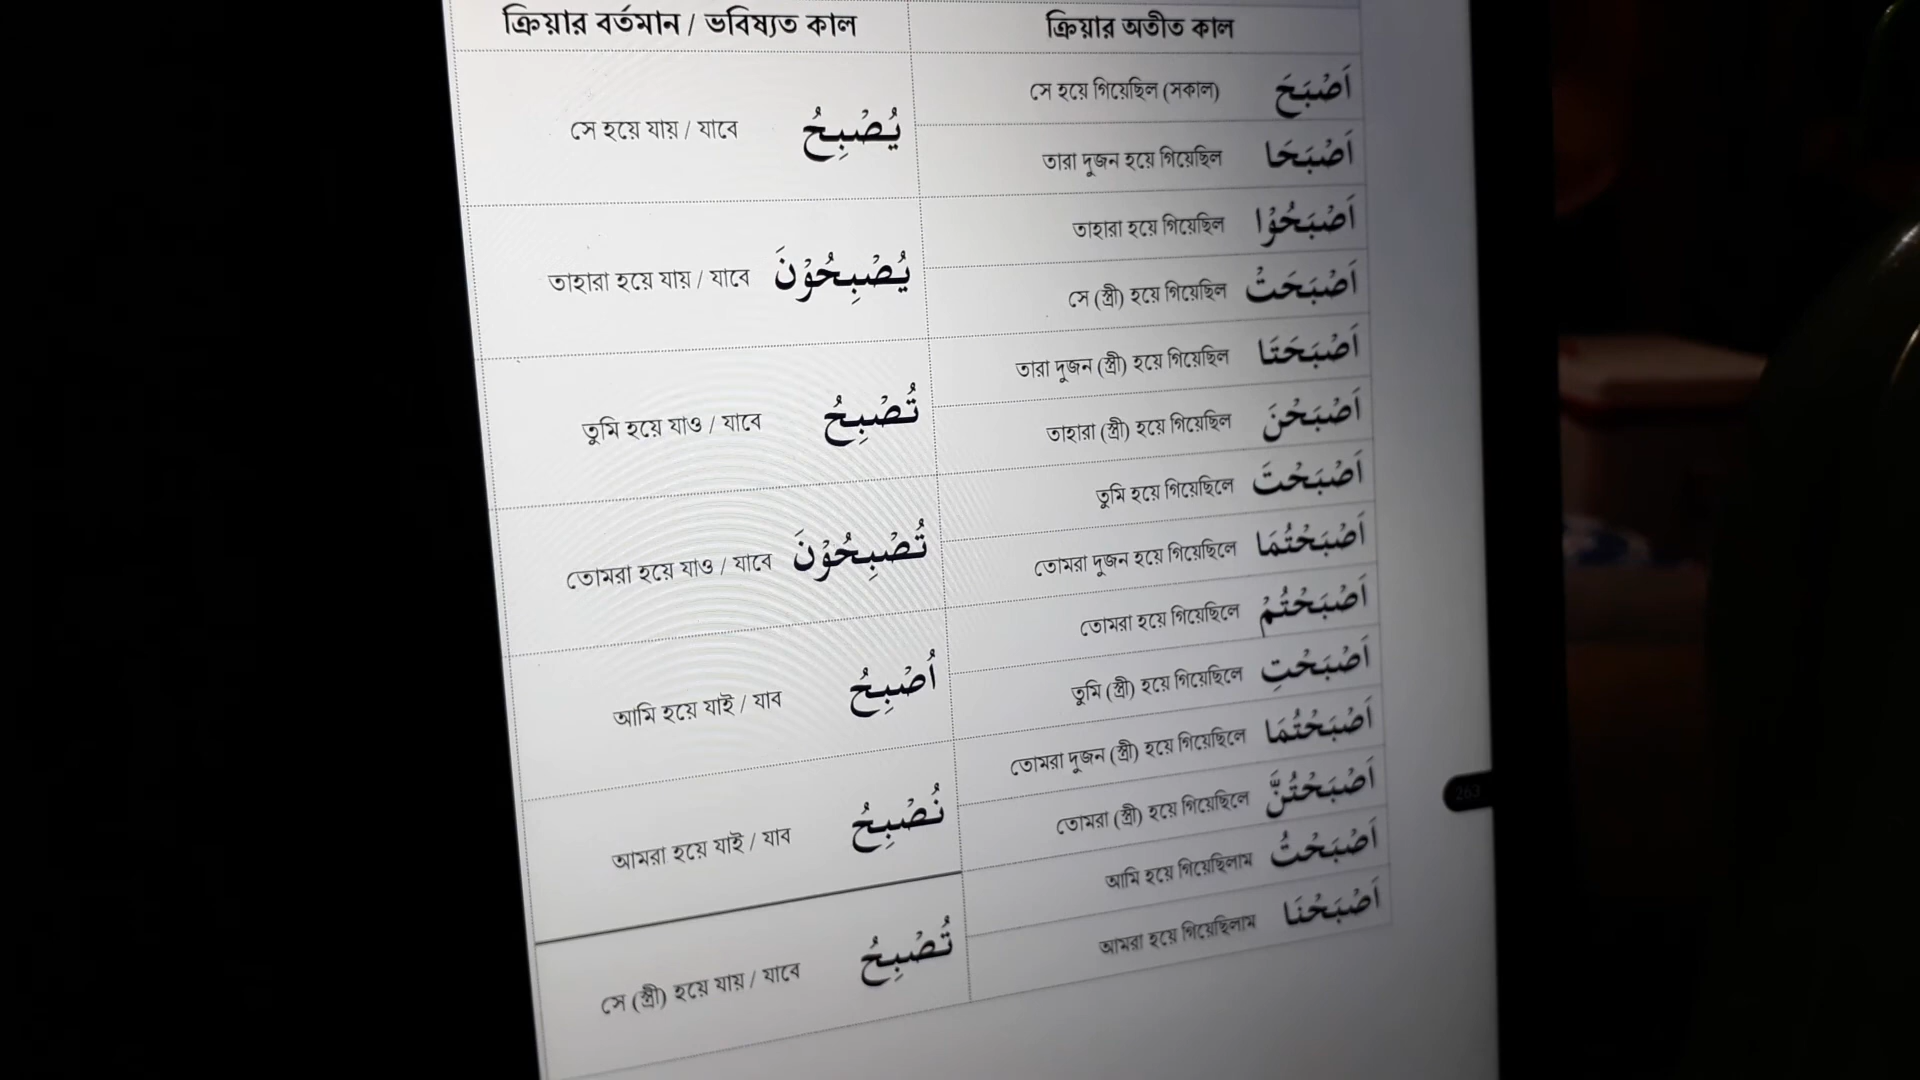 ক্রিয়ার বর্তমান / ভবিষ্যত কাল
সে হয়ে যায় / যাবে يُصْبِحُ
তাহারা হয়ে যায় / যাবে يُصْبِحُوْنَ
তুমি হয়ে যাও / যাবে تُصْبِحُ
তোমরা হয়ে যাও / যাবে تُصْبِحُوْنَ
আমি হয়ে যাই / যাব اُصْبِحُ
আমরা হয়ে যাই / যাব نُصْبِحُ
সে (স্ত্রী) হয়ে যায় / যাবে تُصْبِحُ
ক্রিয়ার অতীত কাল
সে হয়ে গিয়েছিল (সকাল) اَصْبَحَ
তারা দুজন হয়ে গিয়েছিল اَصْبَحَا
তাহারা হয়ে গিয়েছিল اَصْبَحُوْا
সে (স্ত্রী) হয়ে গিয়েছিল اَصْبَحَتْ
তারা দুজন (স্ত্রী) হয়ে গিয়েছিল اَصْبَحَتَا
তাহারা (স্ত্রী) হয়ে গিয়েছিল اَصْبَحْنَ
তুমি হয়ে গিয়েছিলে اَصْبَحْتَ
তোমরা দুজন হয়ে গিয়েছিলে اَصْبَحْتُمَا
তোমরা হয়ে গিয়েছিলে اَصْبَحْتُمْ
তুমি (স্ত্রী) হয়ে গিয়েছিলে اَصْبَحْتِ
তোমরা দুজন (স্ত্রী) হয়ে গিয়েছিলে اَصْبَحْتُمَا
তোমরা (স্ত্রী) হয়ে গিয়েছিলে اَصْبَحْتُنَّ
আমি হয়ে গিয়েছিলাম اَصْبَحْتُ
আমরা হয়ে গিয়েছিলাম اَصْبَحْنَا
263